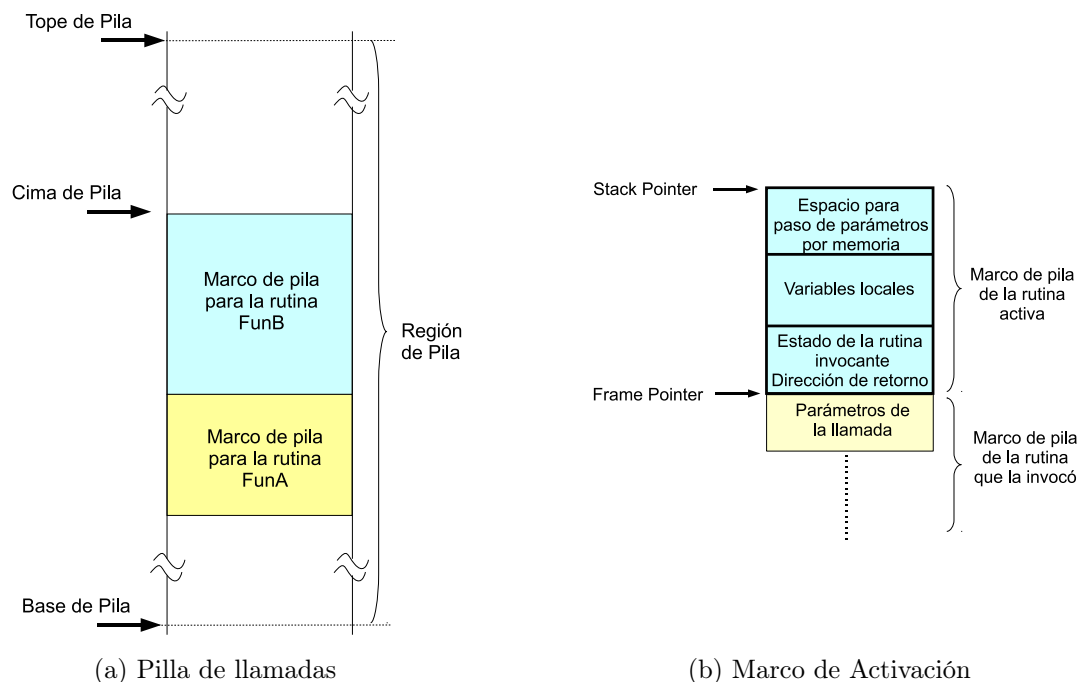 Tope de Pila
Cima de Pila
Marco de pila
para la rutina
FunB
Marco de pila
para la rutina
FunA
Región
de Pila
Base de Pila
(a) Pilla de llamadas
Stack Pointer
Espacio para
paso de parámetros
por memoria
Variables locales
Estado de la rutina
invocante
Dirección de retorno
Marco de pila
de la rutina
activa
Frame Pointer
Parámetros de
la llamada
Marco de pila
de la rutina
que la invocó
(b) Marco de Activación